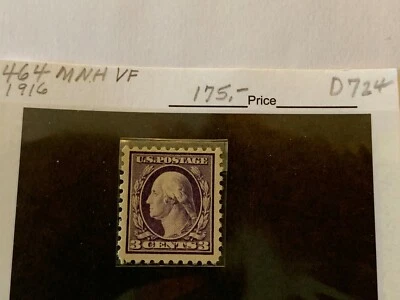 464 MNH VF
1916
175,- Price D724
U.S. POSTAGE
3 CENTS 3